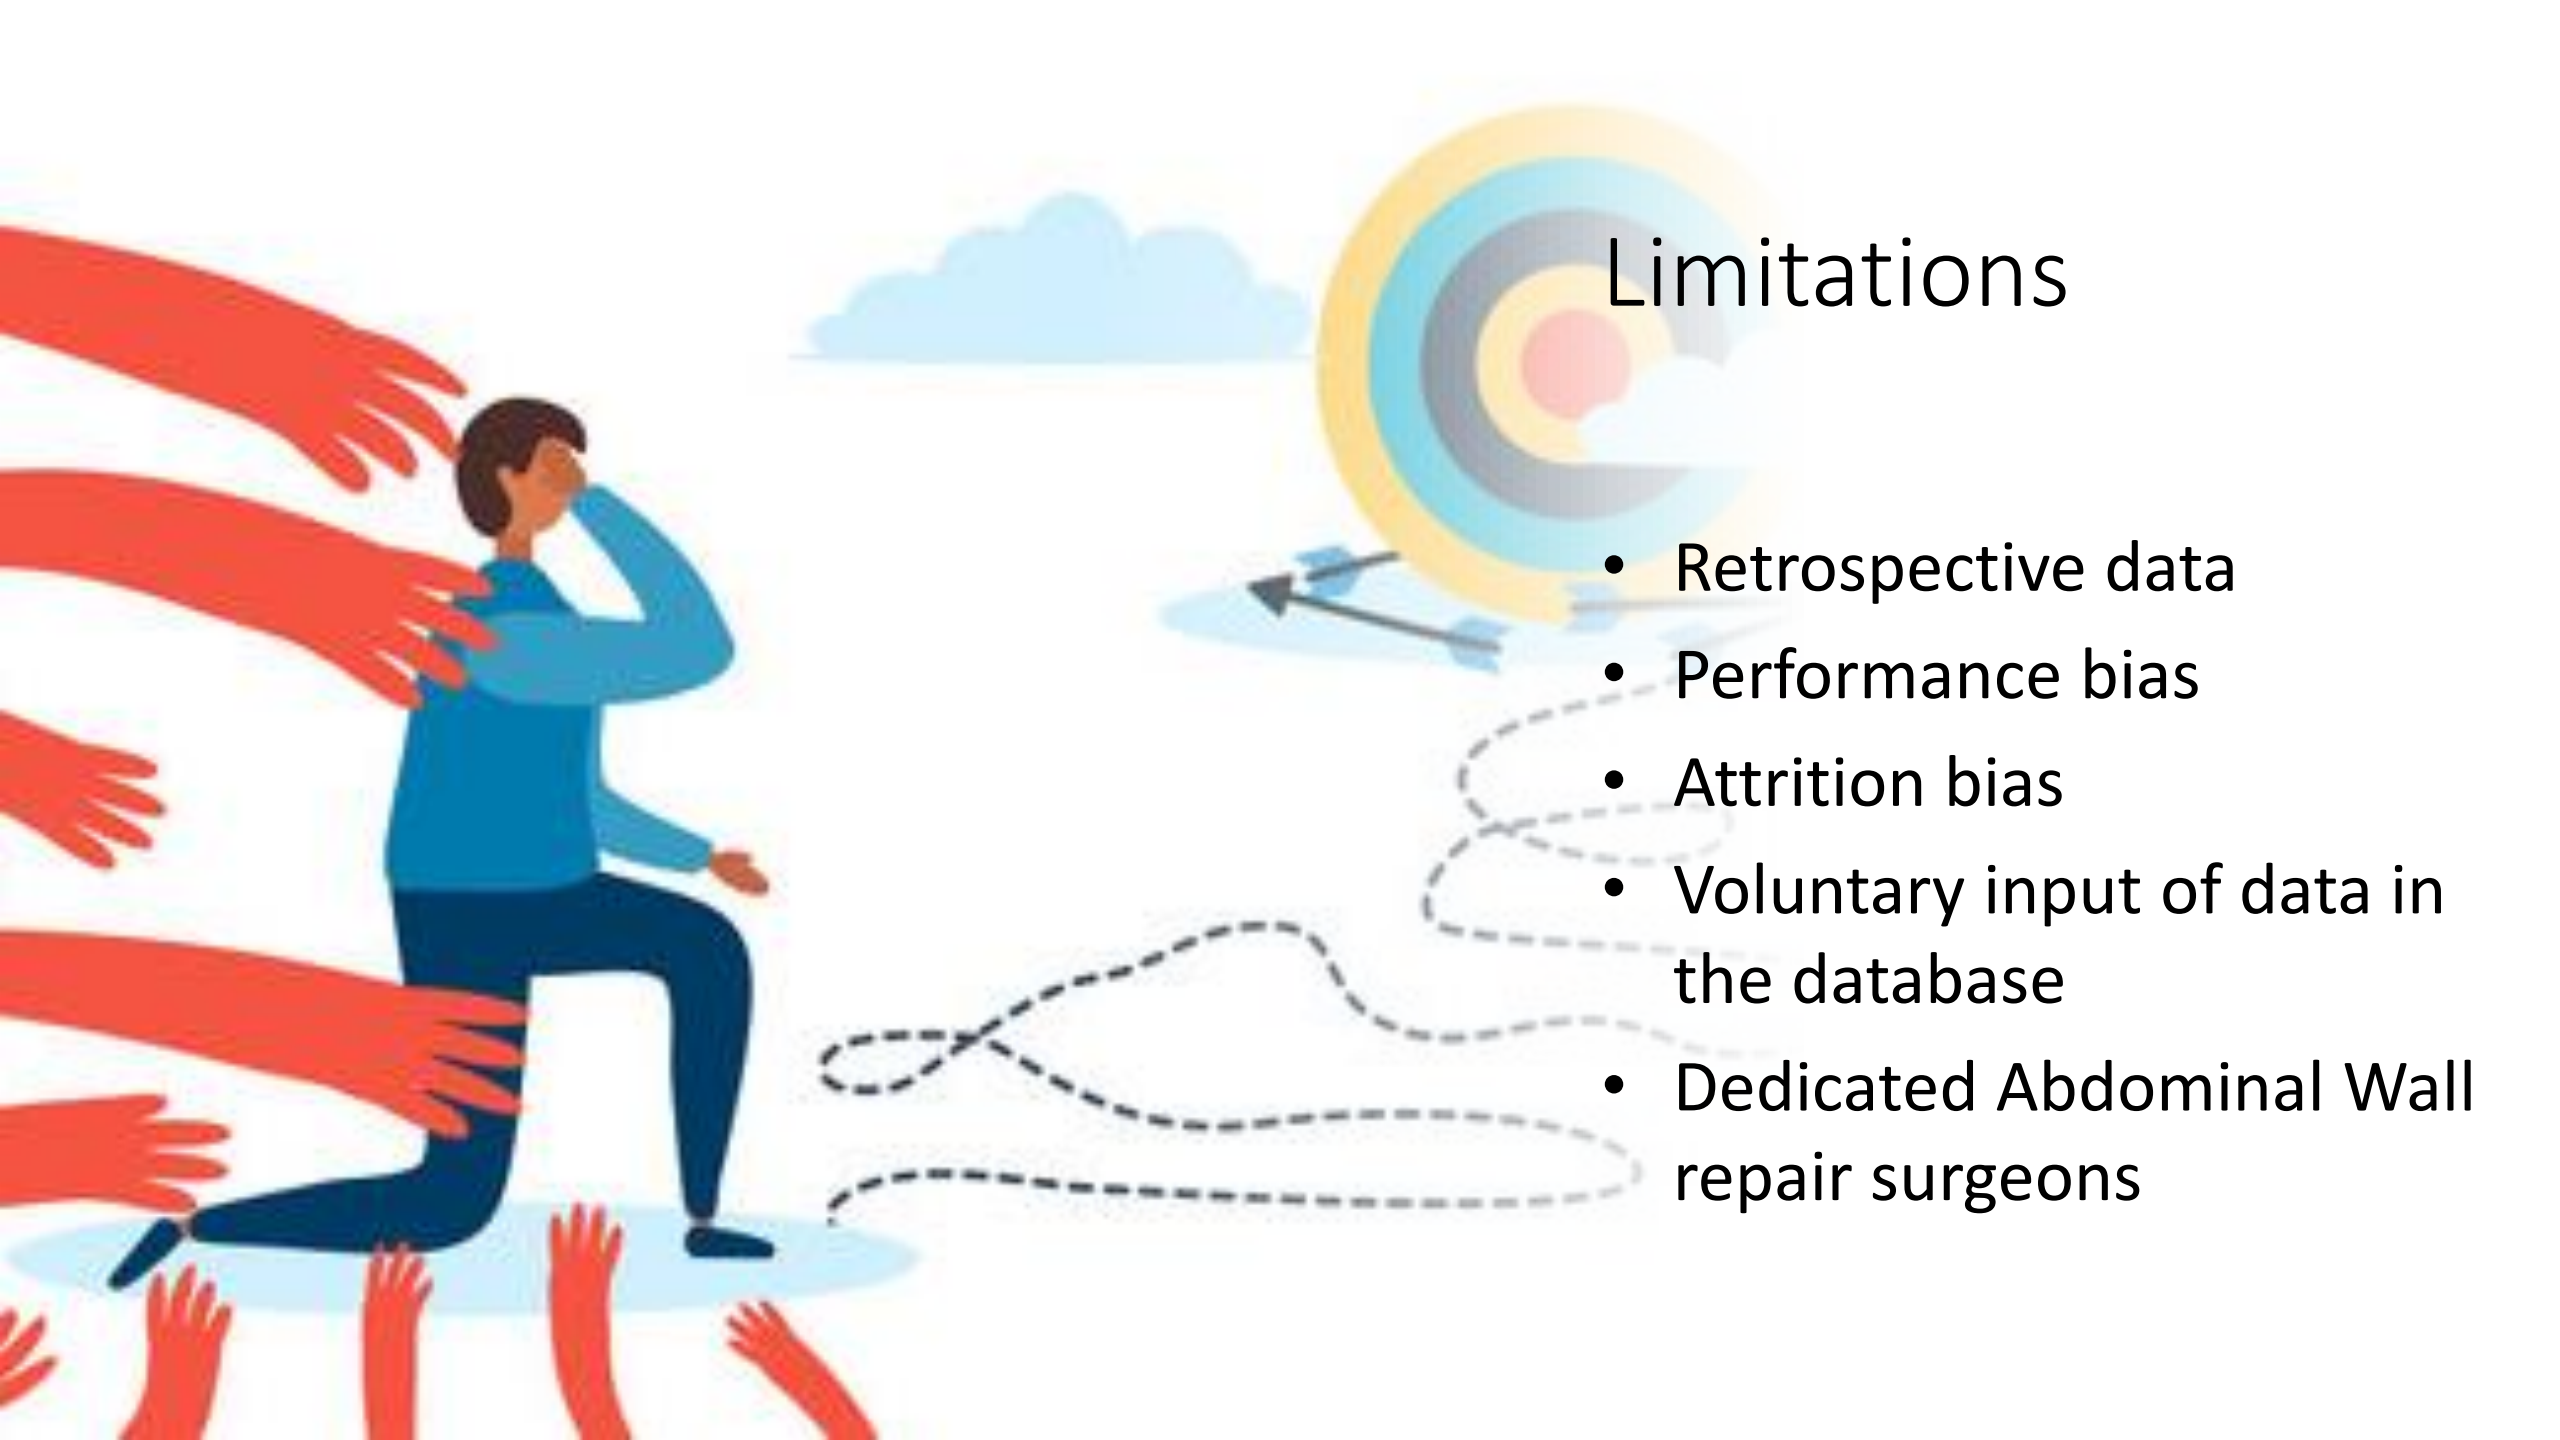 Limitations
• Retrospective data
• Performance bias
• Attrition bias
• Voluntary input of data in
the database
• Dedicated Abdominal Wall
repair surgeons